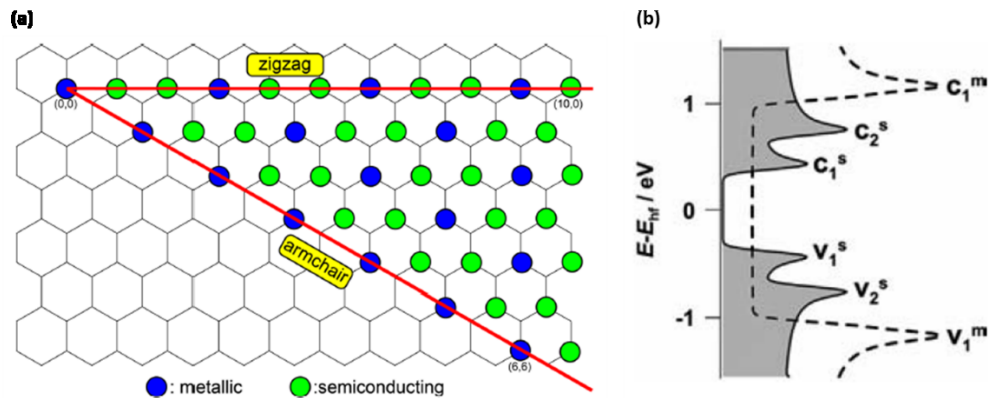 (a)
zigzag
(0,0)
(10,0)
armchair
(6,6)
: metallic
:semiconducting
(b)
E-Ehf / eV
1
0
-1
C1m
C2s
C1s
V1s
V2s
V1m